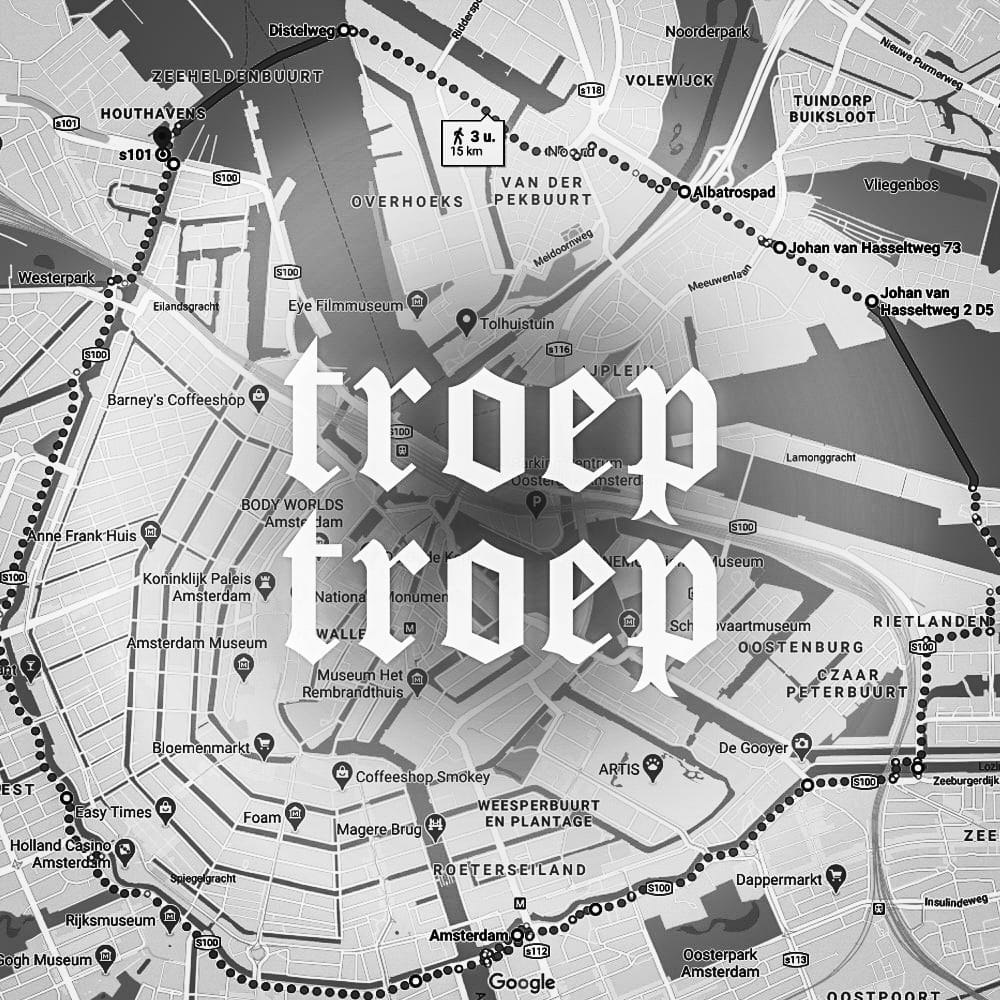 Distelweg
Noorderpark
Nieuwe Purmerweg
ZEEHELDENBUURT
VOLEWIJCK
s118
TUINDORP
BUIKSLOOT
HOUTHAVENS
s101
s101
S100
3 u.
15 km
Noord
VAN DER
PEKBUURT
OVERHOEKS
Albatrospad
Vliegenbos
Meidoornweg
Johan van Hasseltweg 73
Meeuwenlaan
Westerpark
S100
Eilandsgracht
Eye Filmmuseum
Johan van
Hasseltweg 2 D5
Tolhuistuin
S100
s116
IJPLEIN
troep
Barney's Coffeeshop
S100
Lamonggracht
BODY WORLDS
Amsterdam
P
S100
Anne Frank Huis
troep
S100
Koninklijk Paleis
Amsterdam
Nationaal Monument
Museum
WALLEN
M
Scheepvaartmuseum
RIETLANDEN
Amsterdam Museum
OOSTENBURG
S100
Museum Het
Rembrandthuis
CZAAR
PETERBUURT
Bloemenmarkt
De Gooyer
Coffeeshop Smokey
ARTIS
S100
Zeeburgerdijk
Easy Times
Foam
WEESPERBUURT
EN PLANTAGE
Magere Brug
Holland Casino
Amsterdam
ROETERSEILAND
Spiegelgracht
S100
Dappermarkt
Insulindeweg
Rijksmuseum
M
S100
Amsterdam
s112
Gogh Museum
Oosterpark
Amsterdam
s113
Google
OOSTPOORT